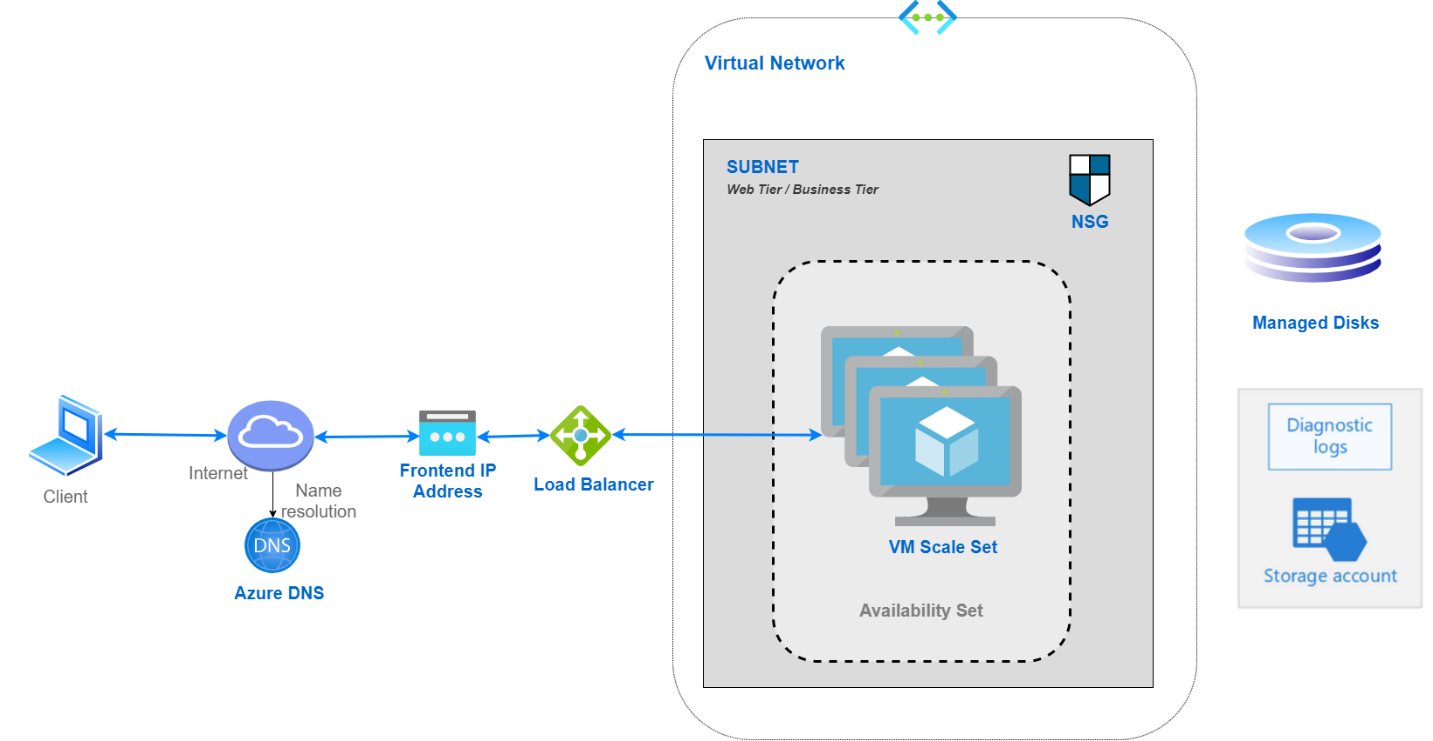 Virtual Network
SUBNET
Web Tier / Business Tier
NSG
Managed Disks
Diagnostic
logs
Storage account
Client
Internet
Name
resolution
DNS
Azure DNS
Frontend IP
Address
Load Balancer
VM Scale Set
Availability Set